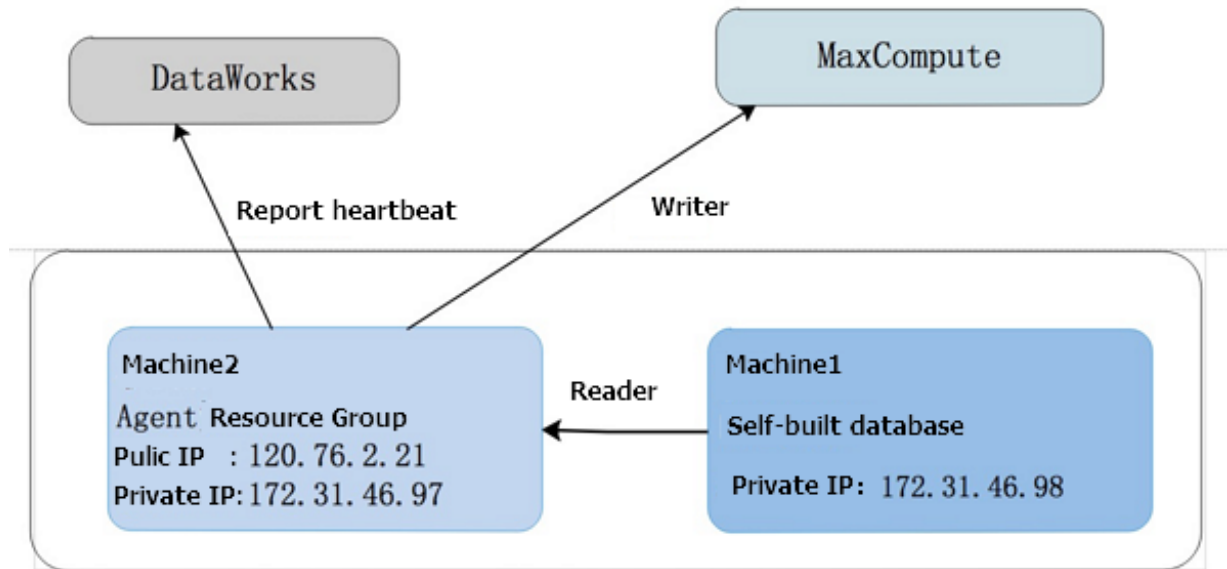 DataWorks
MaxCompute
Report heartbeat
Writer
Machine2
Agent Resource Group
Pulic IP : 120.76.2.21
Private IP: 172.31.46.97
Reader
Machine1
Self-built database
Private IP: 172.31.46.98